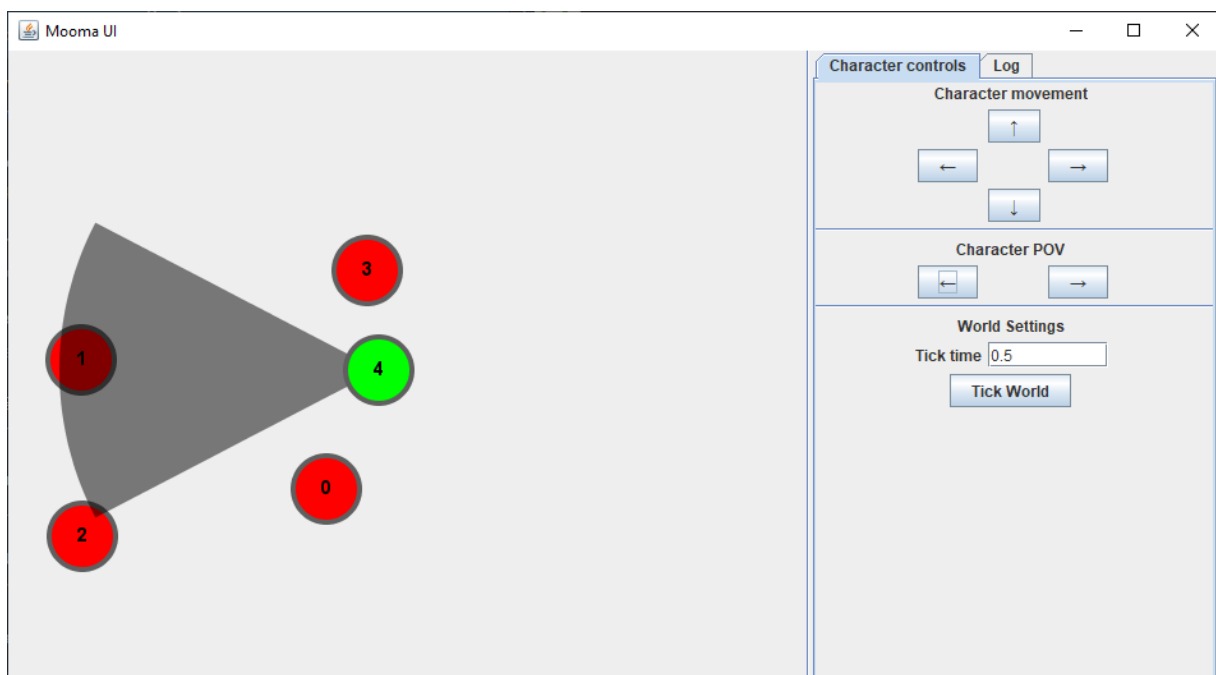 Mooma UI
Character controls
Log
Character movement
↑
← →
↓
Character POV
← →
World Settings
Tick time 0.5
Tick World
3
1
4
0
2